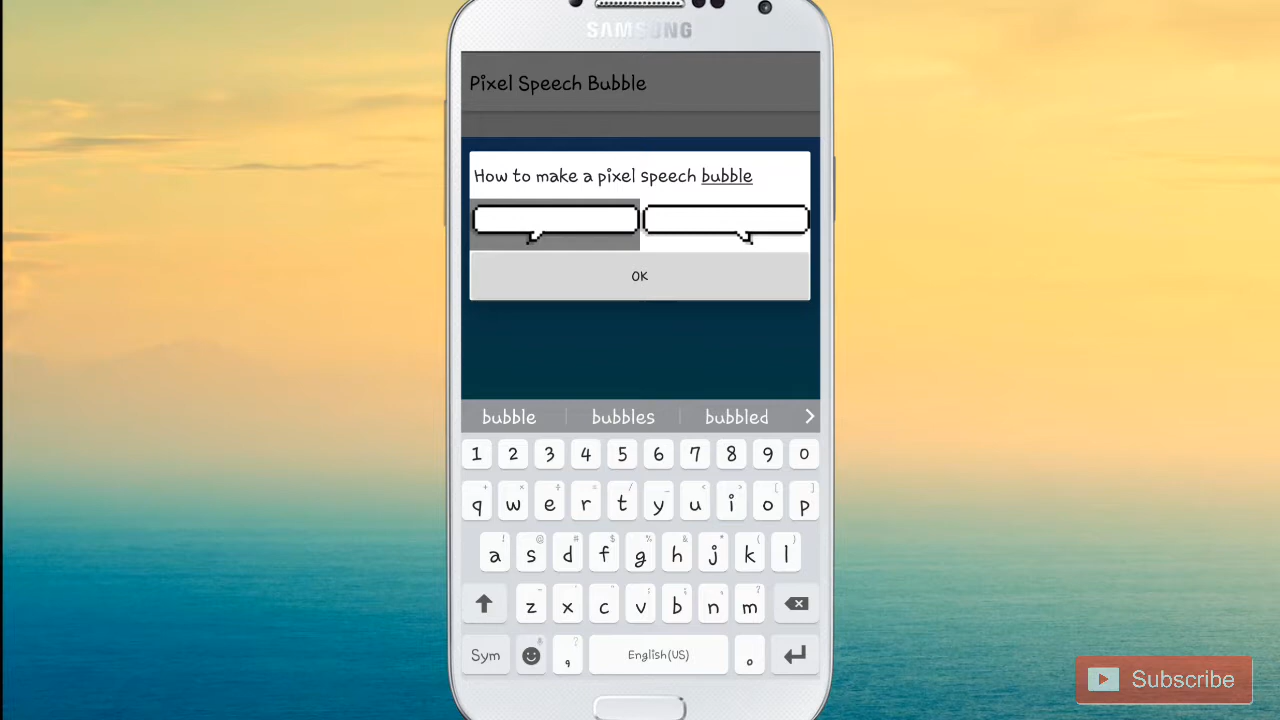 SAMSUNG
Pixel Speech Bubble
How to make a pixel speech bubble
OK
bubble bubbles bubbled >
1 2 3 4 5 6 7 8 9 0
+ × ÷ = / _ < > [ ]
q w e r t y u i o p
! @ # $ % & * ( )
a s d f g h j k l
- ' " : ; , ?
z x c v b n m
Sym , English(US) .
Subscribe